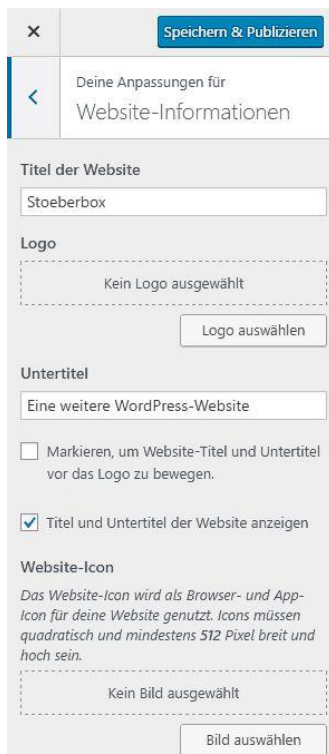 Speichern & Publizieren
Deine Anpassungen für
Website-Informationen
Titel der Website
Stoeberbox
Logo
Kein Logo ausgewählt
Logo auswählen
Untertitel
Eine weitere WordPress-Website
Markieren, um Website-Titel und Untertitel
vor das Logo zu bewegen.
Titel und Untertitel der Website anzeigen
Website-Icon
Das Website-Icon wird als Browser- und App-
Icon für deine Website genutzt. Icons müssen
quadratisch und mindestens 512 Pixel breit und
hoch sein.
Kein Bild ausgewählt
Bild auswählen